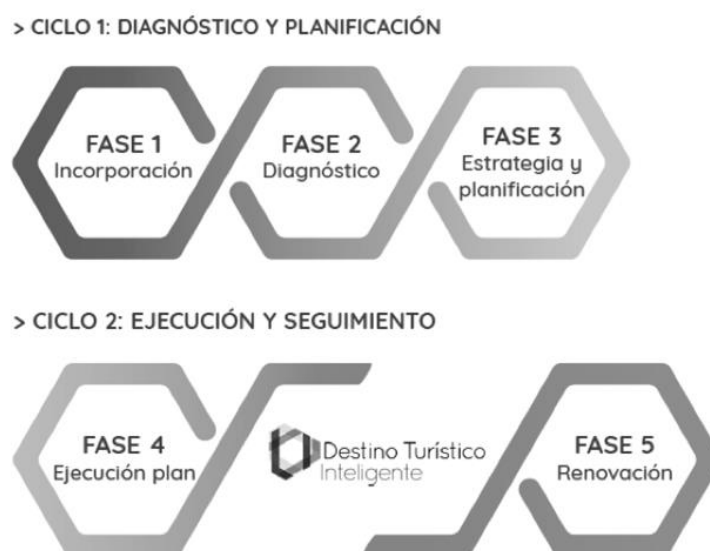 > CICLO 1: DIAGNÓSTICO Y PLANIFICACIÓN
FASE 1
Incorporación
FASE 2
Diagnóstico
FASE 3
Estrategia y
planificación
> CICLO 2: EJECUCIÓN Y SEGUIMIENTO
FASE 4
Ejecución plan
Destino Turístico
Inteligente
FASE 5
Renovación